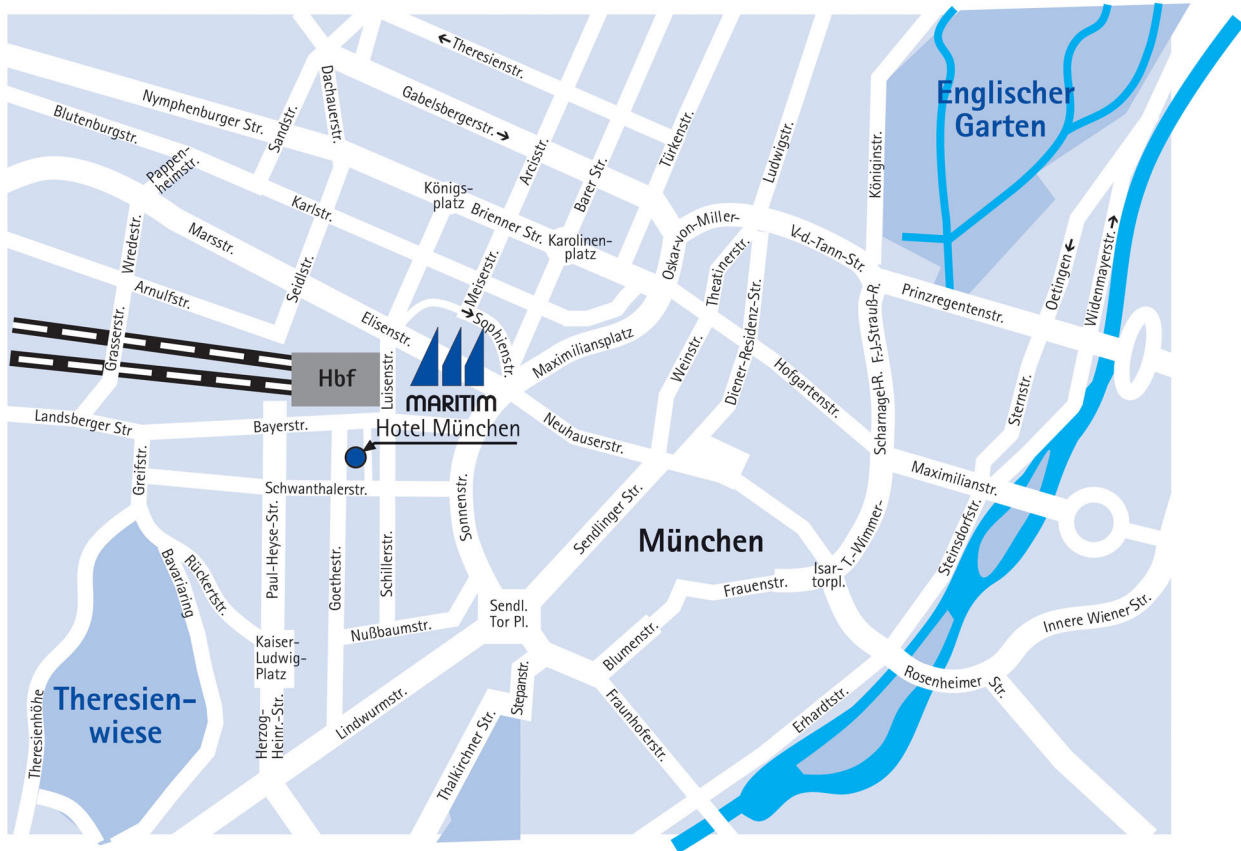 ← Theresienstr.
Gabelsbergerstr. →
Nymphenburger Str.
Blutenburgstr.
Sandstr.
Dachauerstr.
Pappen-
heimstr.
Karlstr.
Königs-
platz
Arcisstr.
Barer Str.
Türkenstr.
Ludwigstr.
Königinstr.
Englischer
Garten
Brienner Str.
Karolinen-
platz
Oskar-von-Miller-
V.-d.-Tann-Str.
Prinzregentenstr.
Oetingen →
Widenmayerstr. →
Wredestr.
Marsstr.
Arnulfstr.
Seidlstr.
Elisenstr.
Meiserstr.
→ Sophienstr.
Maximiliansplatz
Theatinerstr.
Weinstr.
Diener-Residenz-Str.
Hofgartenstr.
Scharnagel-R.
F.-J.-Strauß-R.
Sternstr.
Grasserstr.
Hbf
Luisenstr.
MARITIM
Hotel München
Landsberger Str
Bayerstr.
Neuhauserstr.
Maximilianstr.
Greifstr.
Schwanthalerstr.
Sonnenstr.
Sendlinger Str.
München
T.-Wimmer-
Steinsdorfstr.
Paul-Heyse-Str.
Goethestr.
Schillerstr.
Bavariaring
Rückertstr.
Isar-
torpl.
Frauenstr.
Sendl.
Tor Pl.
Nußbaumstr.
Blumenstr.
Innere Wiener Str.
Kaiser-
Ludwig-
Platz
Rosenheimer
Str.
Theresien-
wiese
Theresienhöhe
Herzog-
Heinr.-Str.
Lindwurmstr.
Stepanstr.
Thalkirchner Str.
Fraunhoferstr.
Erhardtstr.